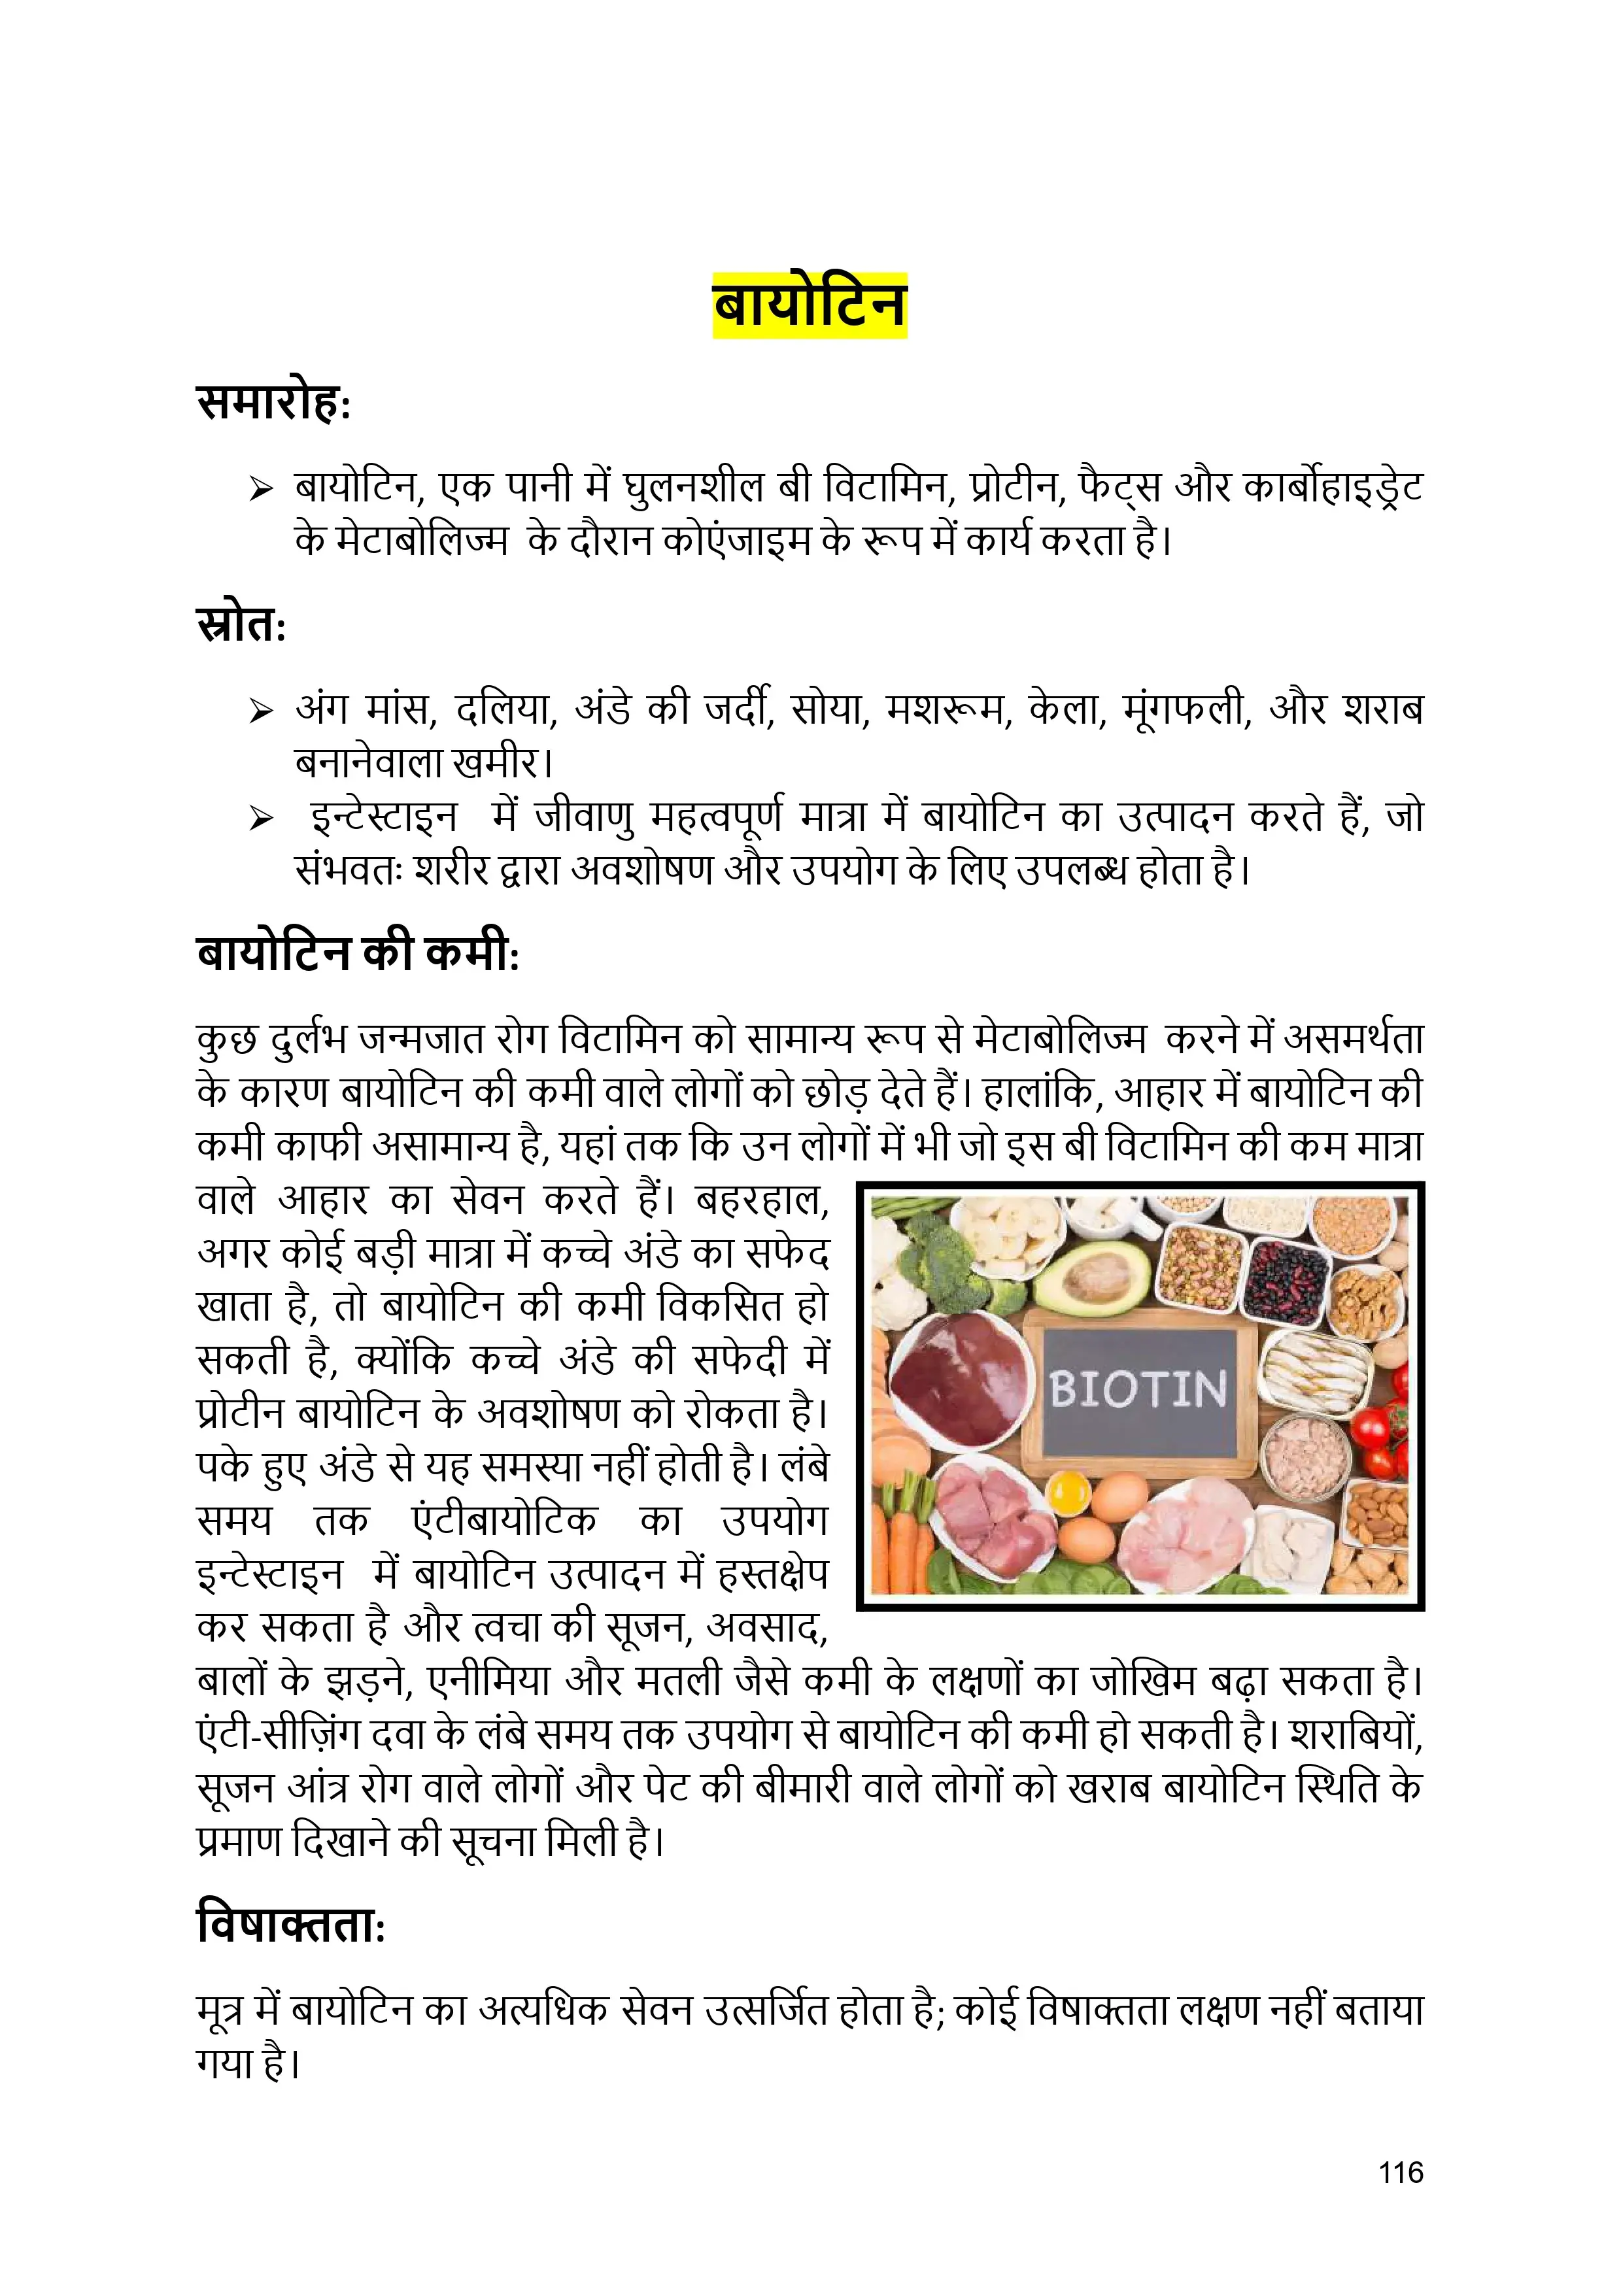 बायोटिन
समारोह:
➢ बायोटिन, एक पानी में घुलनशील बी विटामिन, प्रोटीन, फैट्स और कार्बोहाइड्रेट
के मेटाबोलिज्म के दौरान कोएंजाइम के रूप में कार्य करता है।
स्रोत:
➢ अंग मांस, दलिया, अंडे की जर्दी, सोया, मशरूम, केला, मूंगफली, और शराब
बनानेवाला खमीर।
➢ इन्टेस्टाइन में जीवाणु महत्वपूर्ण मात्रा में बायोटिन का उत्पादन करते हैं, जो
संभवतः शरीर द्वारा अवशोषण और उपयोग के लिए उपलब्ध होता है।
बायोटिन की कमी:
कुछ दुर्लभ जन्मजात रोग विटामिन को सामान्य रूप से मेटाबोलिज्म करने में असमर्थता
के कारण बायोटिन की कमी वाले लोगों को छोड़ देते हैं। हालांकि, आहार में बायोटिन की
कमी काफी असामान्य है, यहां तक कि उन लोगों में भी जो इस बी विटामिन की कम मात्रा
वाले आहार का सेवन करते हैं। बहरहाल,
अगर कोई बड़ी मात्रा में कच्चे अंडे का सफेद
खाता है, तो बायोटिन की कमी विकसित हो
सकती है, क्योंकि कच्चे अंडे की सफेदी में
प्रोटीन बायोटिन के अवशोषण को रोकता है।
पके हुए अंडे से यह समस्या नहीं होती है। लंबे
समय तक एंटीबायोटिक का उपयोग
इन्टेस्टाइन में बायोटिन उत्पादन में हस्तक्षेप
कर सकता है और त्वचा की सूजन, अवसाद,
BIOTIN
बालों के झड़ने, एनीमिया और मतली जैसे कमी के लक्षणों का जोखिम बढ़ा सकता है।
एंटी-सीज़िंग दवा के लंबे समय तक उपयोग से बायोटिन की कमी हो सकती है। शराबियों,
सूजन आंत्र रोग वाले लोगों और पेट की बीमारी वाले लोगों को खराब बायोटिन स्थिति के
प्रमाण दिखाने की सूचना मिली है।
विषाक्तता:
मूत्र में बायोटिन का अत्यधिक सेवन उत्सर्जित होता है; कोई विषाक्तता लक्षण नहीं बताया
गया है।
116